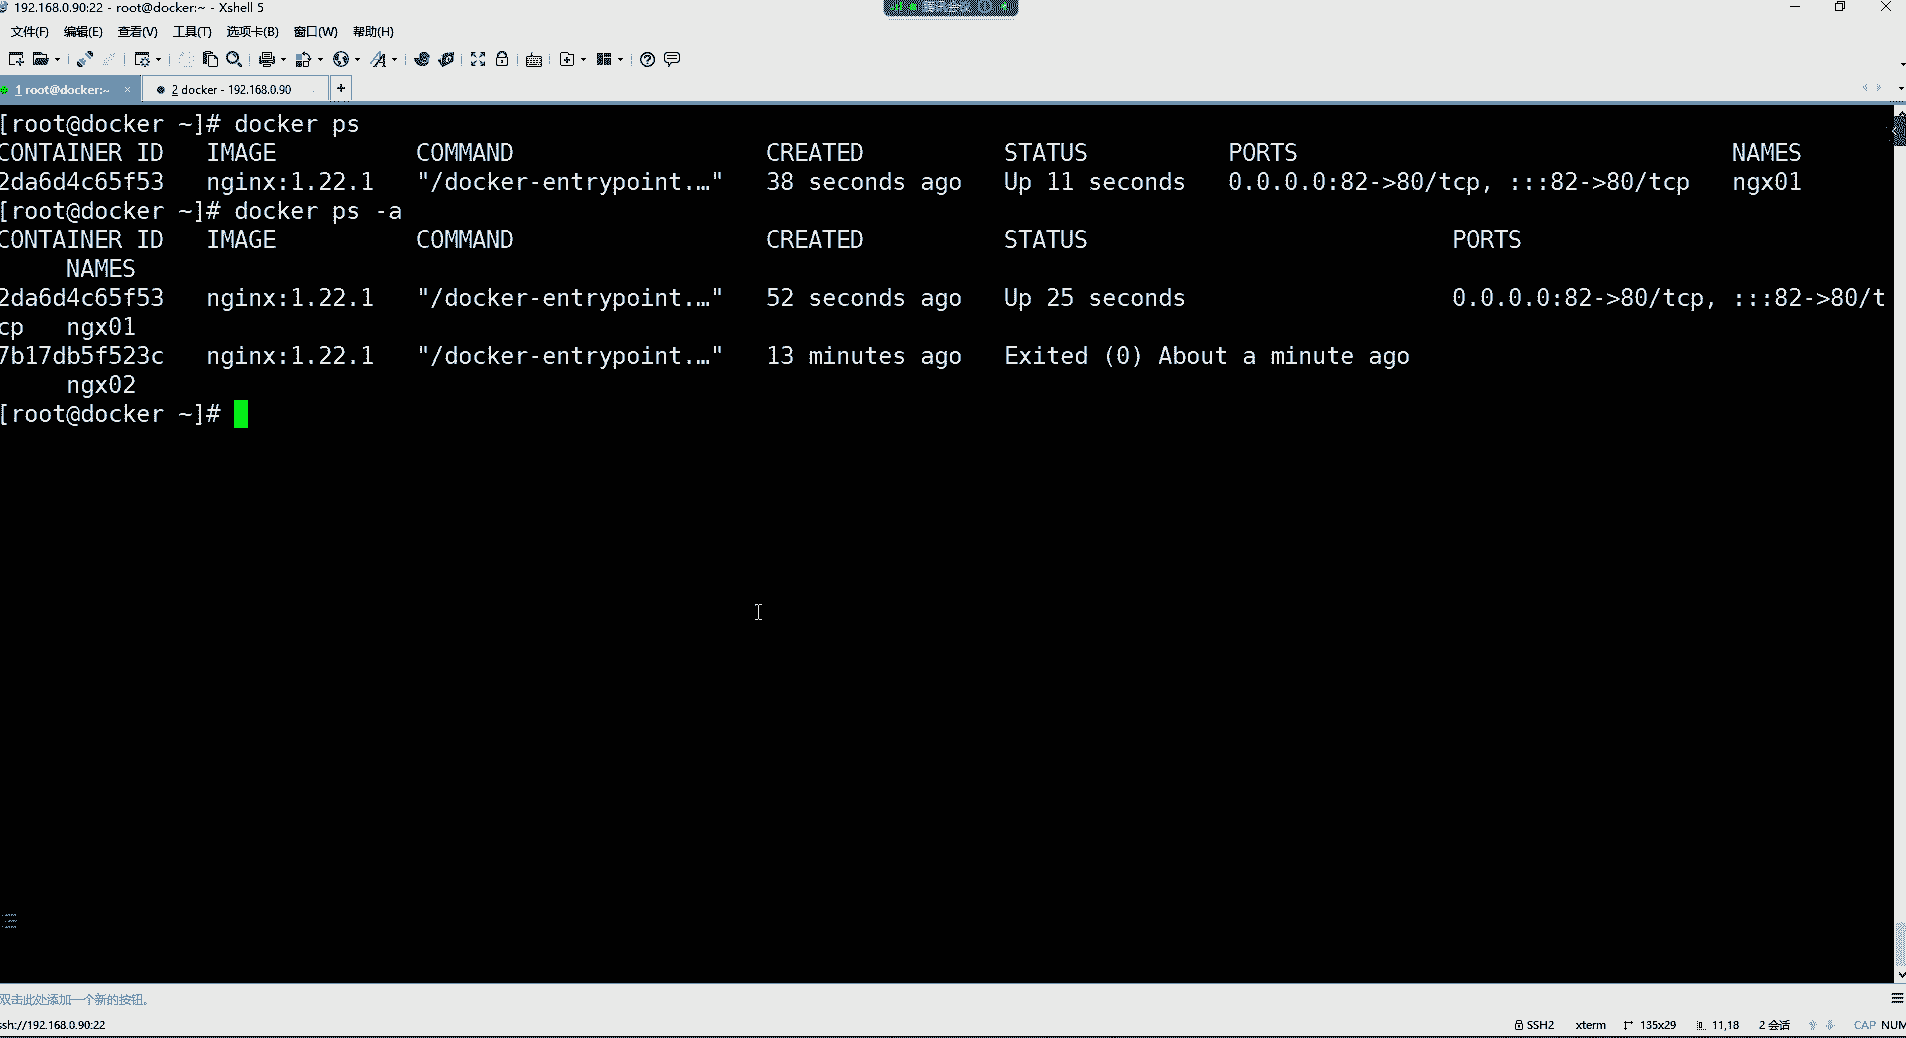 192.168.0.90:22 - root@docker:~ - Xshell 5
腾讯会议
文件(F) 编辑(E) 查看(V) 工具(T) 选项卡(B) 窗口(W) 帮助(H)
1 root@docker:~ × 2 docker - 192.168.0.90 +
[root@docker ~]# docker ps
CONTAINER ID IMAGE COMMAND CREATED STATUS PORTS NAMES
2da6d4c65f53 nginx:1.22.1 "/docker-entrypoint.…" 38 seconds ago Up 11 seconds 0.0.0.0:82->80/tcp, :::82->80/tcp ngx01
[root@docker ~]# docker ps -a
CONTAINER ID IMAGE COMMAND CREATED STATUS PORTS
NAMES
2da6d4c65f53 nginx:1.22.1 "/docker-entrypoint.…" 52 seconds ago Up 25 seconds 0.0.0.0:82->80/tcp, :::82->80/t
cp ngx01
7b17db5f523c nginx:1.22.1 "/docker-entrypoint.…" 13 minutes ago Exited (0) About a minute ago
ngx02
[root@docker ~]#
双击此处添加一个新的按钮。
ssh://192.168.0.90:22 SSH2 xterm 135x29 11,18 2 会话 CAP NUM